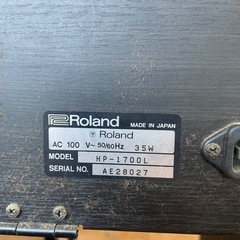 Roland MADE IN JAPAN
Roland
AC 100 V~50/60Hz 35W
MODEL HP-1700L
SERIAL NO. AE28027